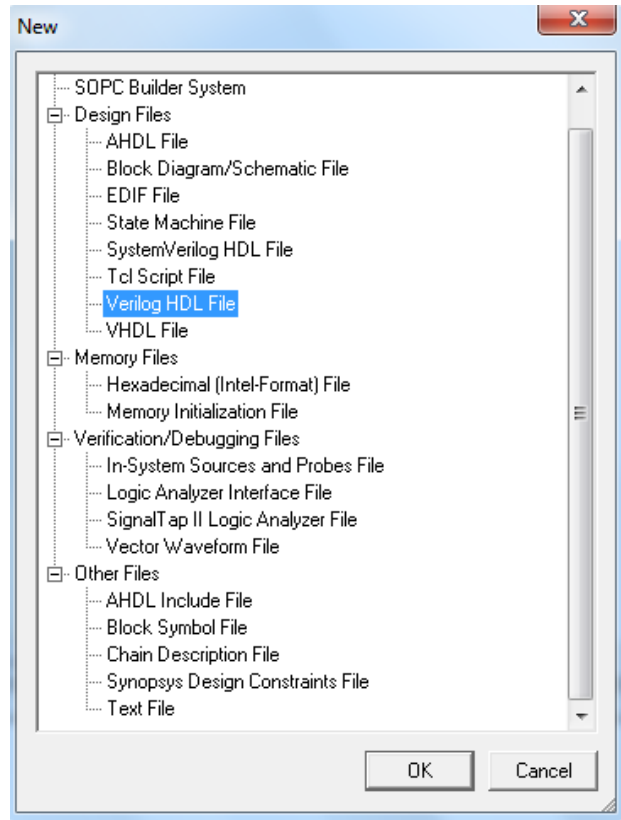 New
SOPC Builder System
Design Files
AHDL File
Block Diagram/Schematic File
EDIF File
State Machine File
SystemVerilog HDL File
Tcl Script File
Verilog HDL File
VHDL File
Memory Files
Hexadecimal (Intel-Format) File
Memory Initialization File
Verification/Debugging Files
In-System Sources and Probes File
Logic Analyzer Interface File
SignalTap II Logic Analyzer File
Vector Waveform File
Other Files
AHDL Include File
Block Symbol File
Chain Description File
Synopsys Design Constraints File
Text File
OK Cancel